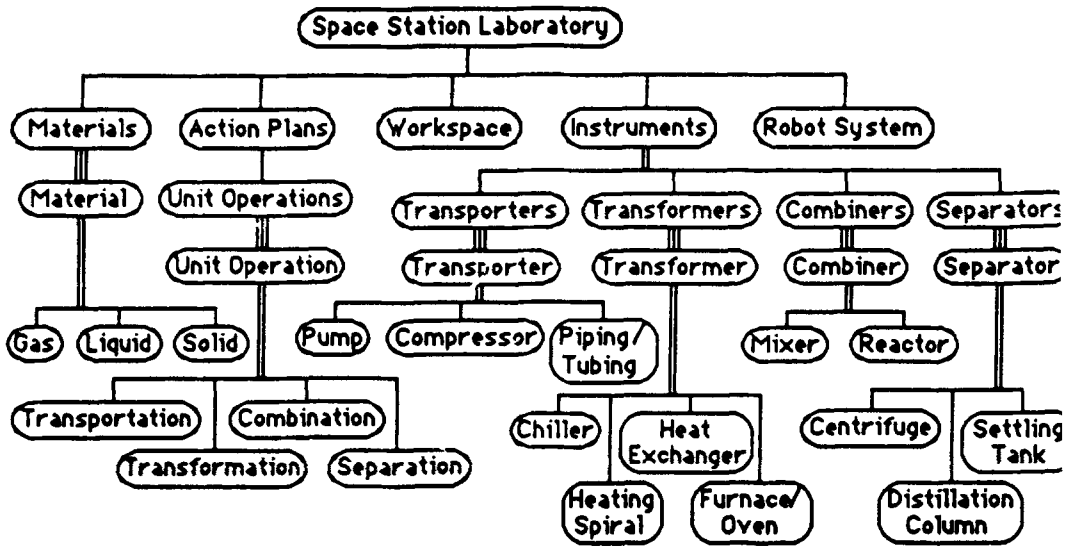 Space Station Laboratory
Materials
Action Plans
Workspace
Instruments
Robot System
Material
Unit Operations
Transporters
Transformers
Combiners
Separators
Unit Operation
Transporter
Transformer
Combiner
Separator
Gas
Liquid
Solid
Pump
Compressor
Piping/
Tubing
Mixer
Reactor
Transportation
Combination
Chiller
Heat
Exchanger
Centrifuge
Settling
Tank
Transformation
Separation
Heating
Spiral
Furnace/
Oven
Distillation
Column